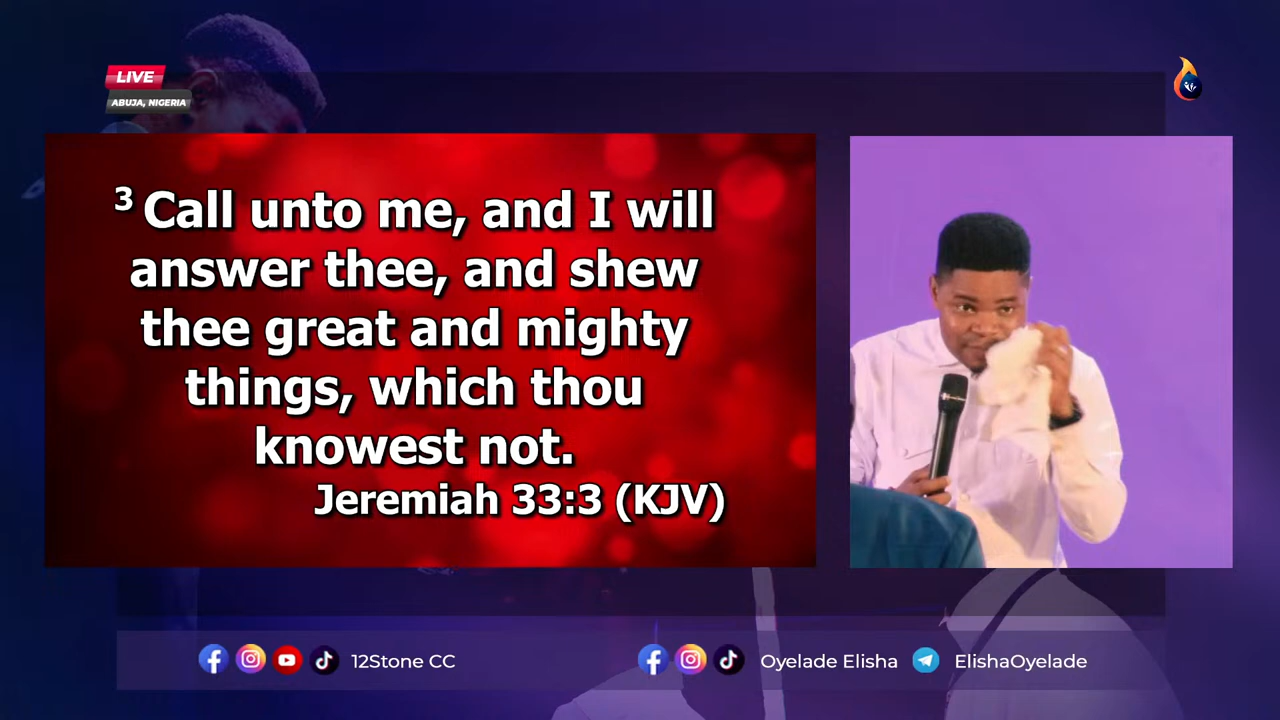 LIVE
ABUJA, NIGERIA
3 Call unto me, and I will
answer thee, and shew
thee great and mighty
things, which thou
knowest not.
Jeremiah 33:3 (KJV)
12Stone CC
Oyelade Elisha
ElishaOyelade